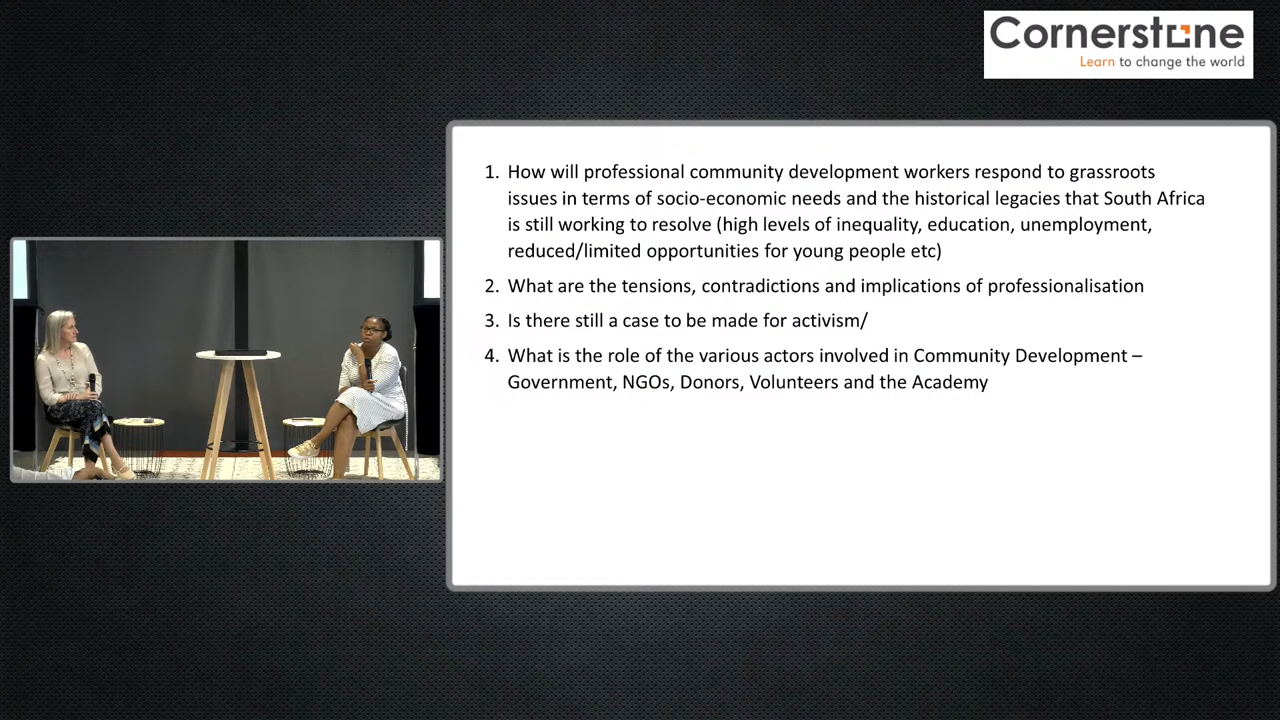 Cornerstone
Learn to change the world
1. How will professional community development workers respond to grassroots
issues in terms of socio-economic needs and the historical legacies that South Africa
is still working to resolve (high levels of inequality, education, unemployment,
reduced/limited opportunities for young people etc)
2. What are the tensions, contradictions and implications of professionalisation
3. Is there still a case to be made for activism/
4. What is the role of the various actors involved in Community Development –
Government, NGOs, Donors, Volunteers and the Academy